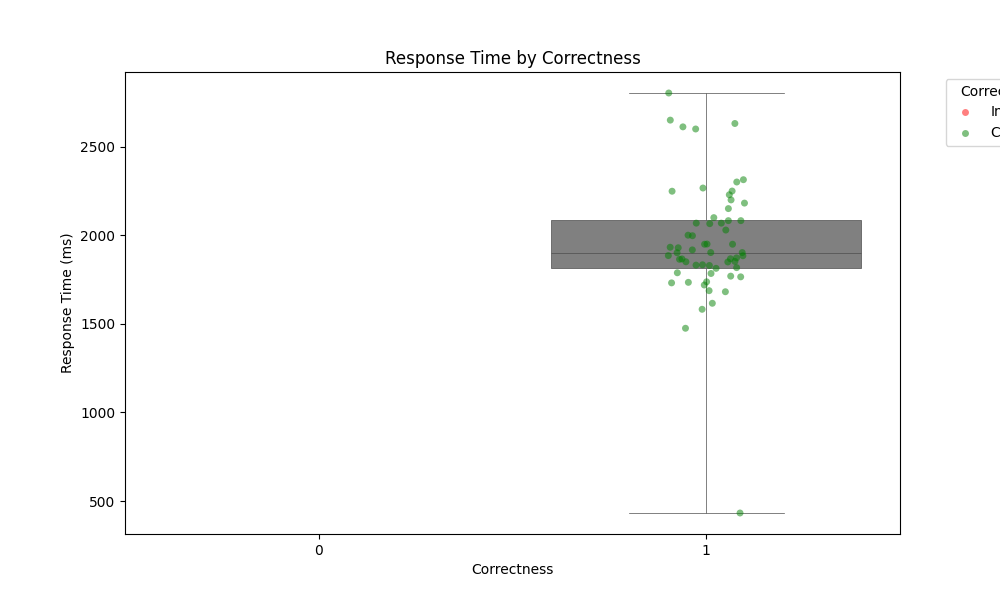 Response Time by Correctness
Correc
In
C
2500
2000
1500
1000
500
Response Time (ms)
0
1
Correctness